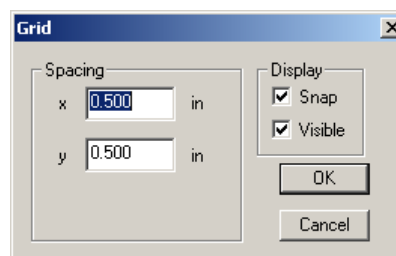 Grid
Spacing
x 0.500 in
y 0.500 in
Display
Snap
Visible
OK
Cancel